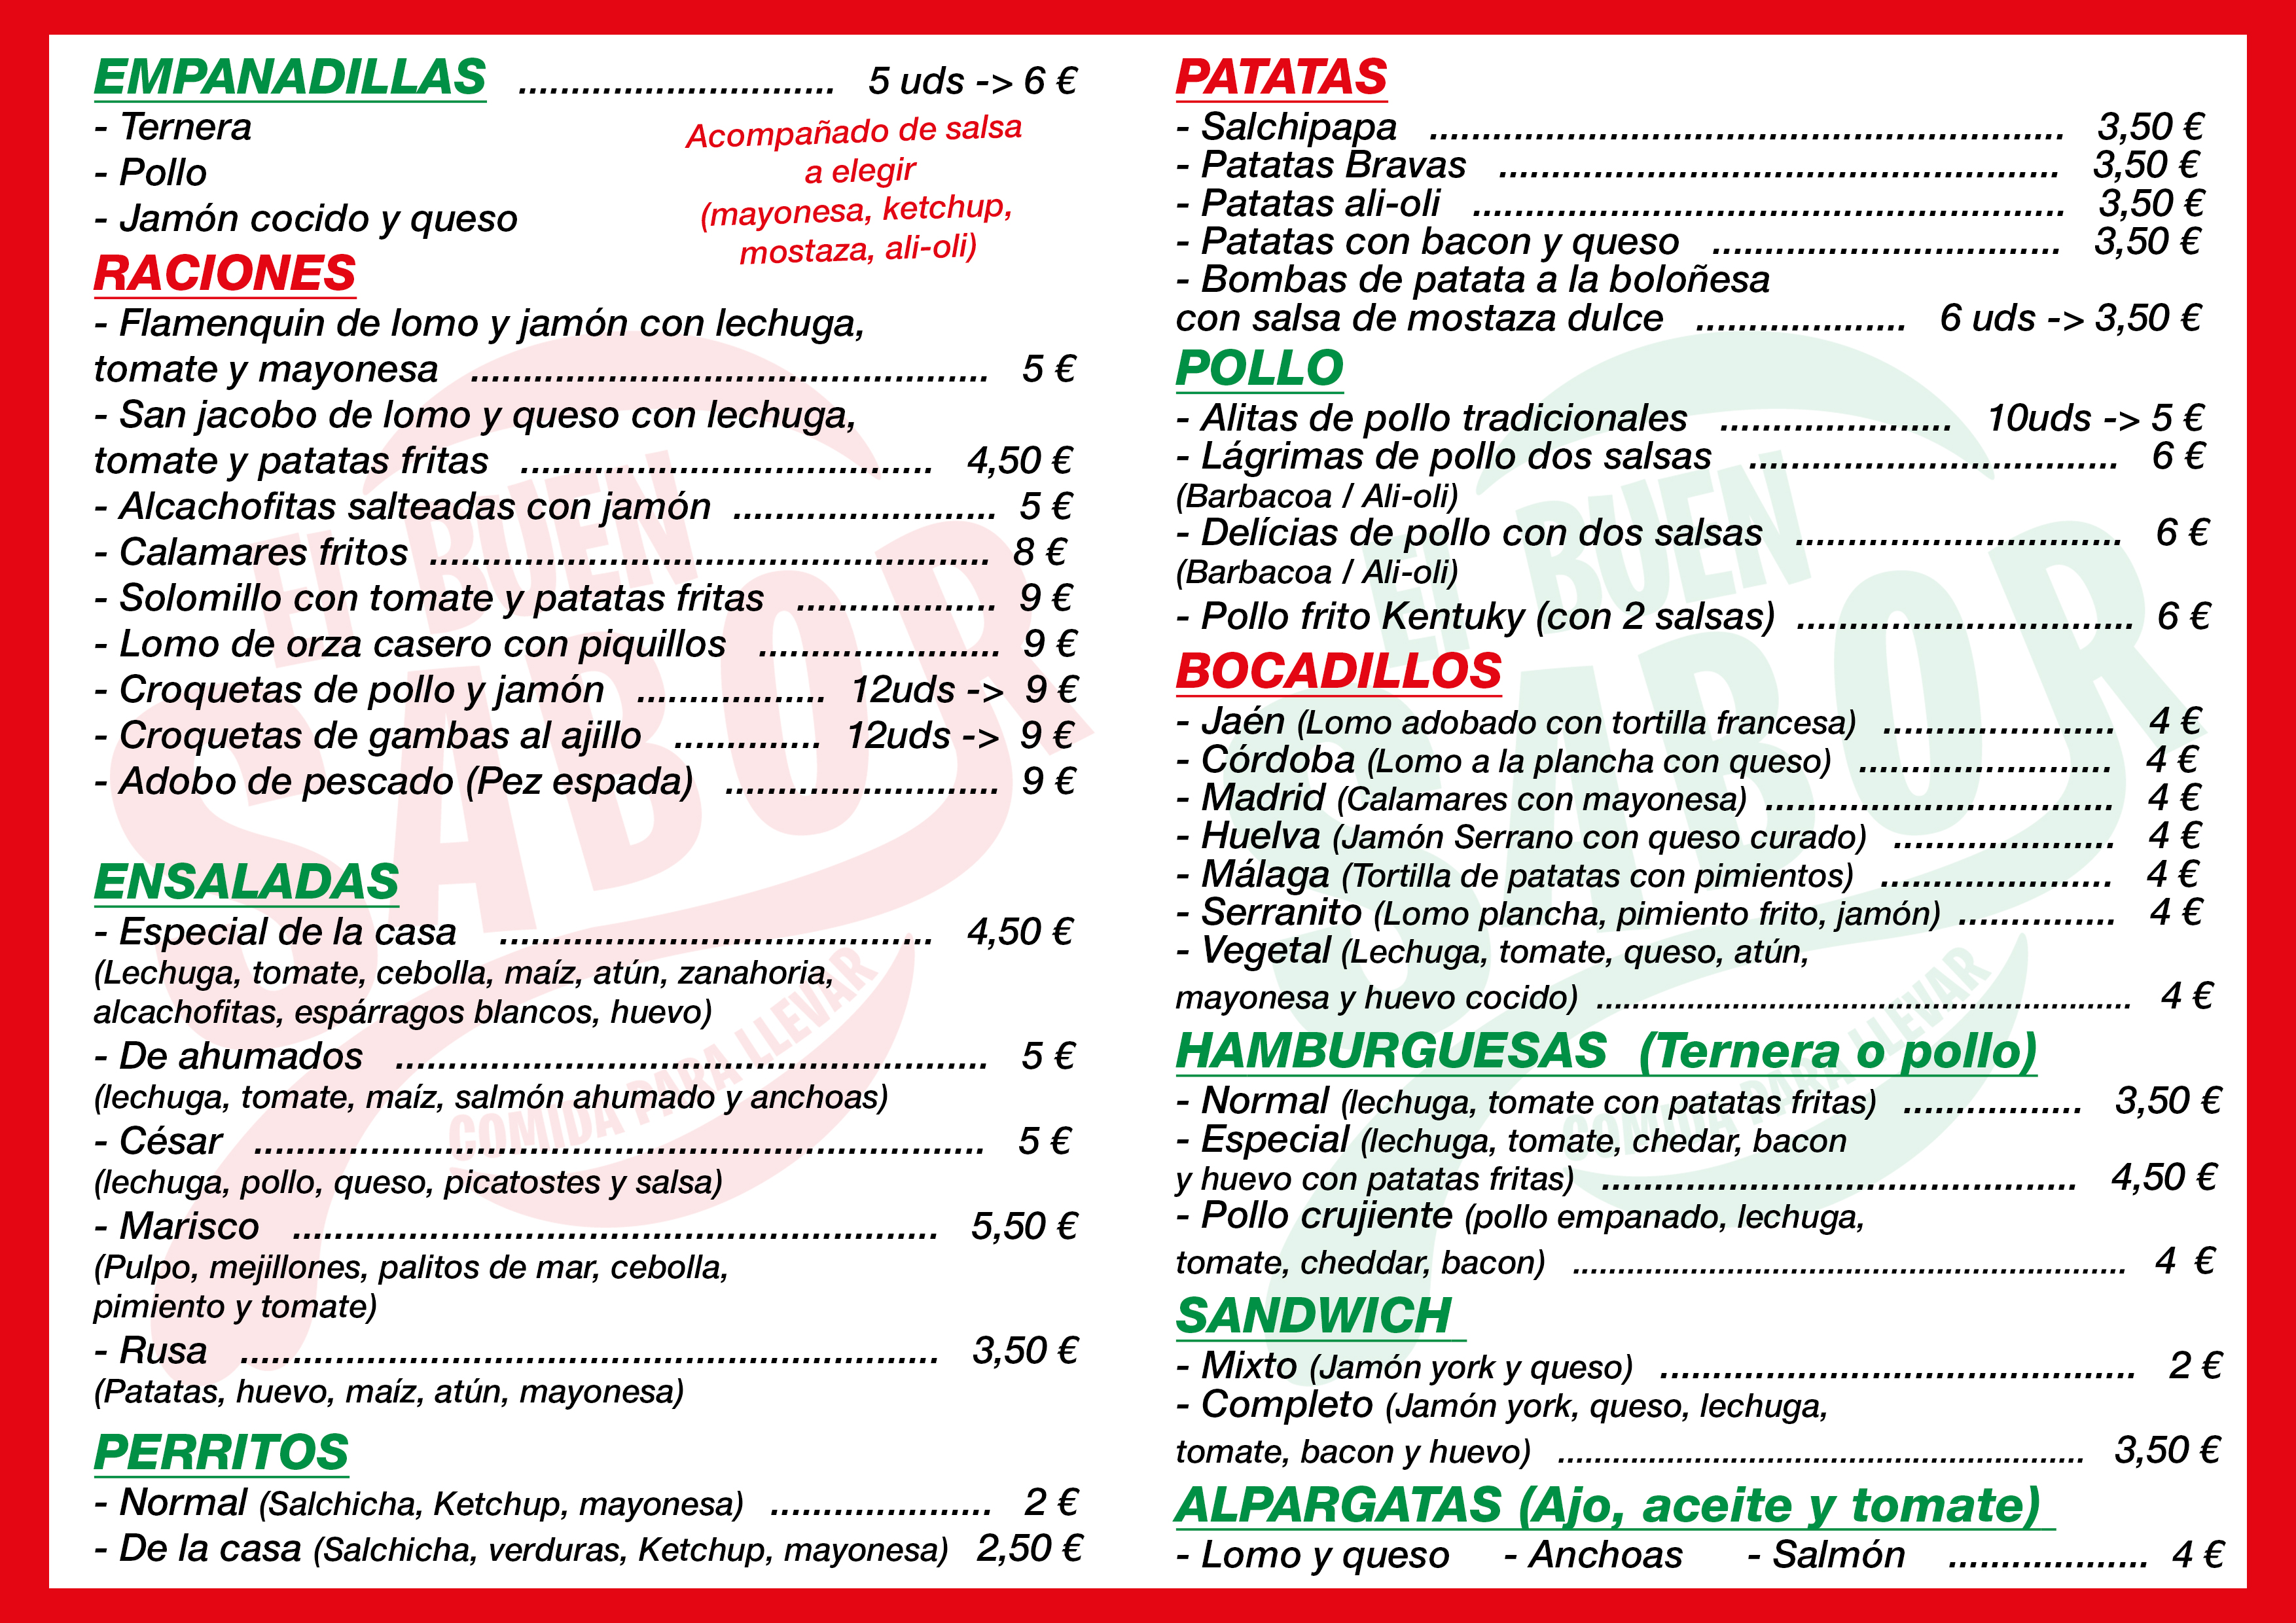 EMPANADILLAS .............................. 5 uds -> 6 €
- Ternera
- Pollo
- Jamón cocido y queso
Acompañado de salsa
a elegir
(mayonesa, ketchup,
mostaza, ali-oli)
RACIONES
- Flamenquin de lomo y jamón con lechuga,
tomate y mayonesa ................................................. 5 €
- San jacobo de lomo y queso con lechuga,
tomate y patatas fritas ....................................... 4,50 €
- Alcachofitas salteadas con jamón ......................... 5 €
- Calamares fritos ..................................................... 8 €
- Solomillo con tomate y patatas fritas ................... 9 €
- Lomo de orza casero con piquillos ....................... 9 €
- Croquetas de pollo y jamón .................. 12uds -> 9 €
- Croquetas de gambas al ajillo .............. 12uds -> 9 €
- Adobo de pescado (Pez espada) .......................... 9 €
ENSALADAS
- Especial de la casa ......................................... 4,50 €
(Lechuga, tomate, cebolla, maíz, atún, zanahoria,
alcachofitas, espárragos blancos, huevo)
- De ahumados ........................................................ 5 €
(lechuga, tomate, maíz, salmón ahumado y anchoas)
- César ..................................................................... 5 €
(lechuga, pollo, queso, picatostes y salsa)
- Marisco ............................................................. 5,50 €
(Pulpo, mejillones, palitos de mar, cebolla,
pimiento y tomate)
- Rusa .................................................................. 3,50 €
(Patatas, huevo, maíz, atún, mayonesa)
PERRITOS
- Normal (Salchicha, Ketchup, mayonesa) ..................... 2 €
- De la casa (Salchicha, verduras, Ketchup, mayonesa) 2,50 €
PATATAS
- Salchipapa ............................................................ 3,50 €
- Patatas Bravas ..................................................... 3,50 €
- Patatas ali-oli ........................................................ 3,50 €
- Patatas con bacon y queso ................................. 3,50 €
- Bombas de patata a la boloñesa
con salsa de mostaza dulce .................... 6 uds -> 3,50 €
POLLO
- Alitas de pollo tradicionales ...................... 10uds -> 5 €
- Lágrimas de pollo dos salsas ................................... 6 €
(Barbacoa / Ali-oli)
- Delícias de pollo con dos salsas ............................... 6 €
(Barbacoa / Ali-oli)
- Pollo frito Kentuky (con 2 salsas) ................................ 6 €
BOCADILLOS
- Jaén (Lomo adobado con tortilla francesa) ...................... 4 €
- Córdoba (Lomo a la plancha con queso) ........................ 4 €
- Madrid (Calamares con mayonesa) ................................. 4 €
- Huelva (Jamón Serrano con queso curado) ..................... 4 €
- Málaga (Tortilla de patatas con pimientos) ...................... 4 €
- Serranito (Lomo plancha, pimiento frito, jamón) ............... 4 €
- Vegetal (Lechuga, tomate, queso, atún,
mayonesa y huevo cocido) ............................................................ 4 €
HAMBURGUESAS (Ternera o pollo)
- Normal (lechuga, tomate con patatas fritas) ................. 3,50 €
- Especial (lechuga, tomate, chedar, bacon
y huevo con patatas fritas) ............................................. 4,50 €
- Pollo crujiente (pollo empanado, lechuga,
tomate, cheddar, bacon) .............................................................. 4 €
SANDWICH
- Mixto (Jamón york y queso) ............................................. 2 €
- Completo (Jamón york, queso, lechuga,
tomate, bacon y huevo) ........................................................... 3,50 €
ALPARGATAS (Ajo, aceite y tomate)
- Lomo y queso - Anchoas - Salmón ................... 4 €
EL BUEN
SABOR
COMIDA PARA LLEVAR
EL BUEN
SABOR
COMIDA PARA LLEVAR